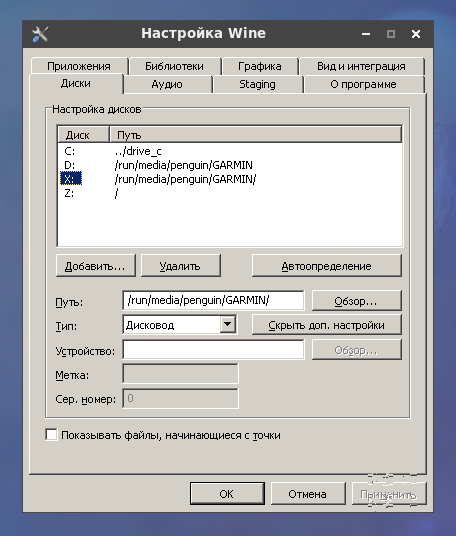 Настройка Wine
Приложения Библиотеки Графика Вид и интеграция
Диски Аудио Staging О программе
Настройка дисков
Диск Путь
C: ../drive_c
D: /run/media/penguin/GARMIN
X: /run/media/penguin/GARMIN/
Z: /
Добавить... Удалить Автоопределение
Путь: /run/media/penguin/GARMIN/ Обзор...
Тип: Дисковод Скрыть доп. настройки
Устройство: Обзор...
Метка:
Сер. номер: 0
Показывать файлы, начинающиеся с точки
OK Отмена Применить